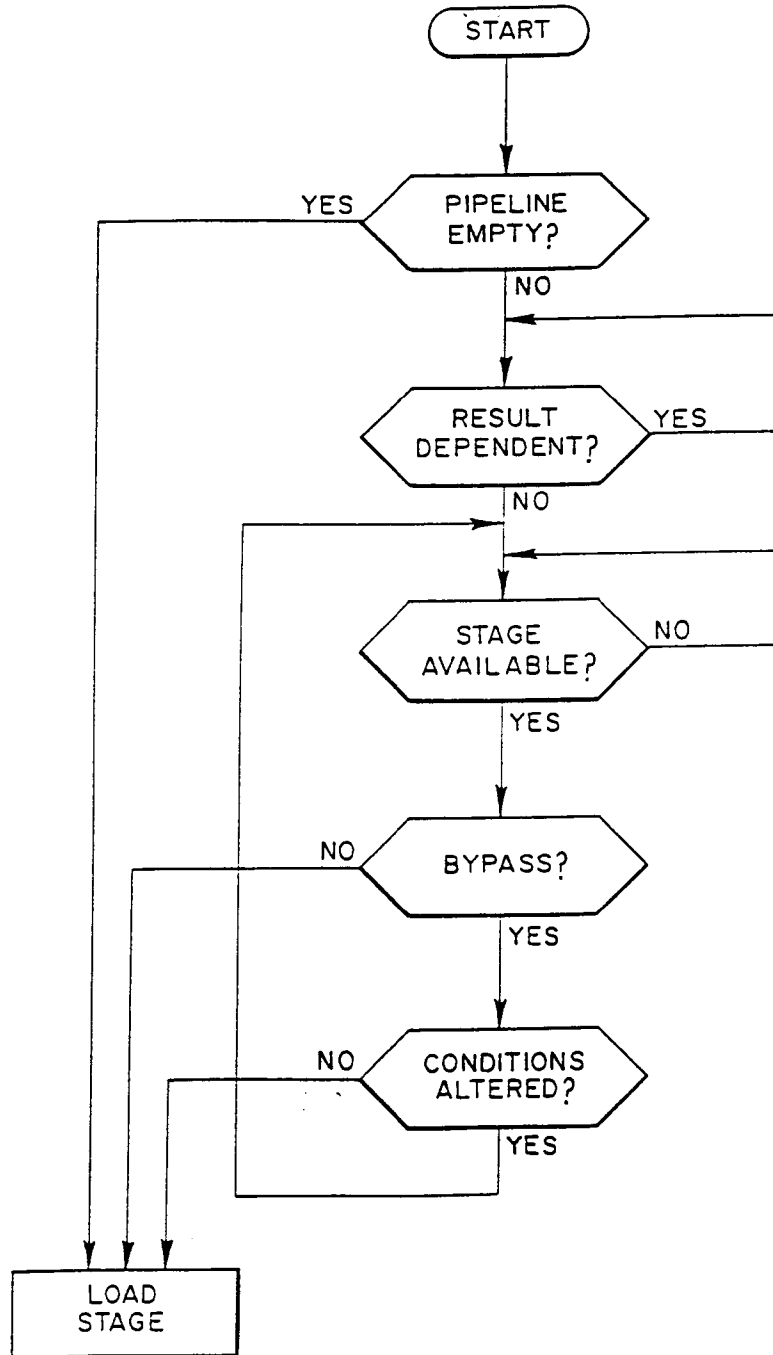 START
YES
PIPELINE
EMPTY?
NO
RESULT
DEPENDENT?
YES
NO
STAGE
AVAILABLE?
NO
YES
NO
BYPASS?
YES
NO
CONDITIONS
ALTERED?
YES
LOAD
STAGE